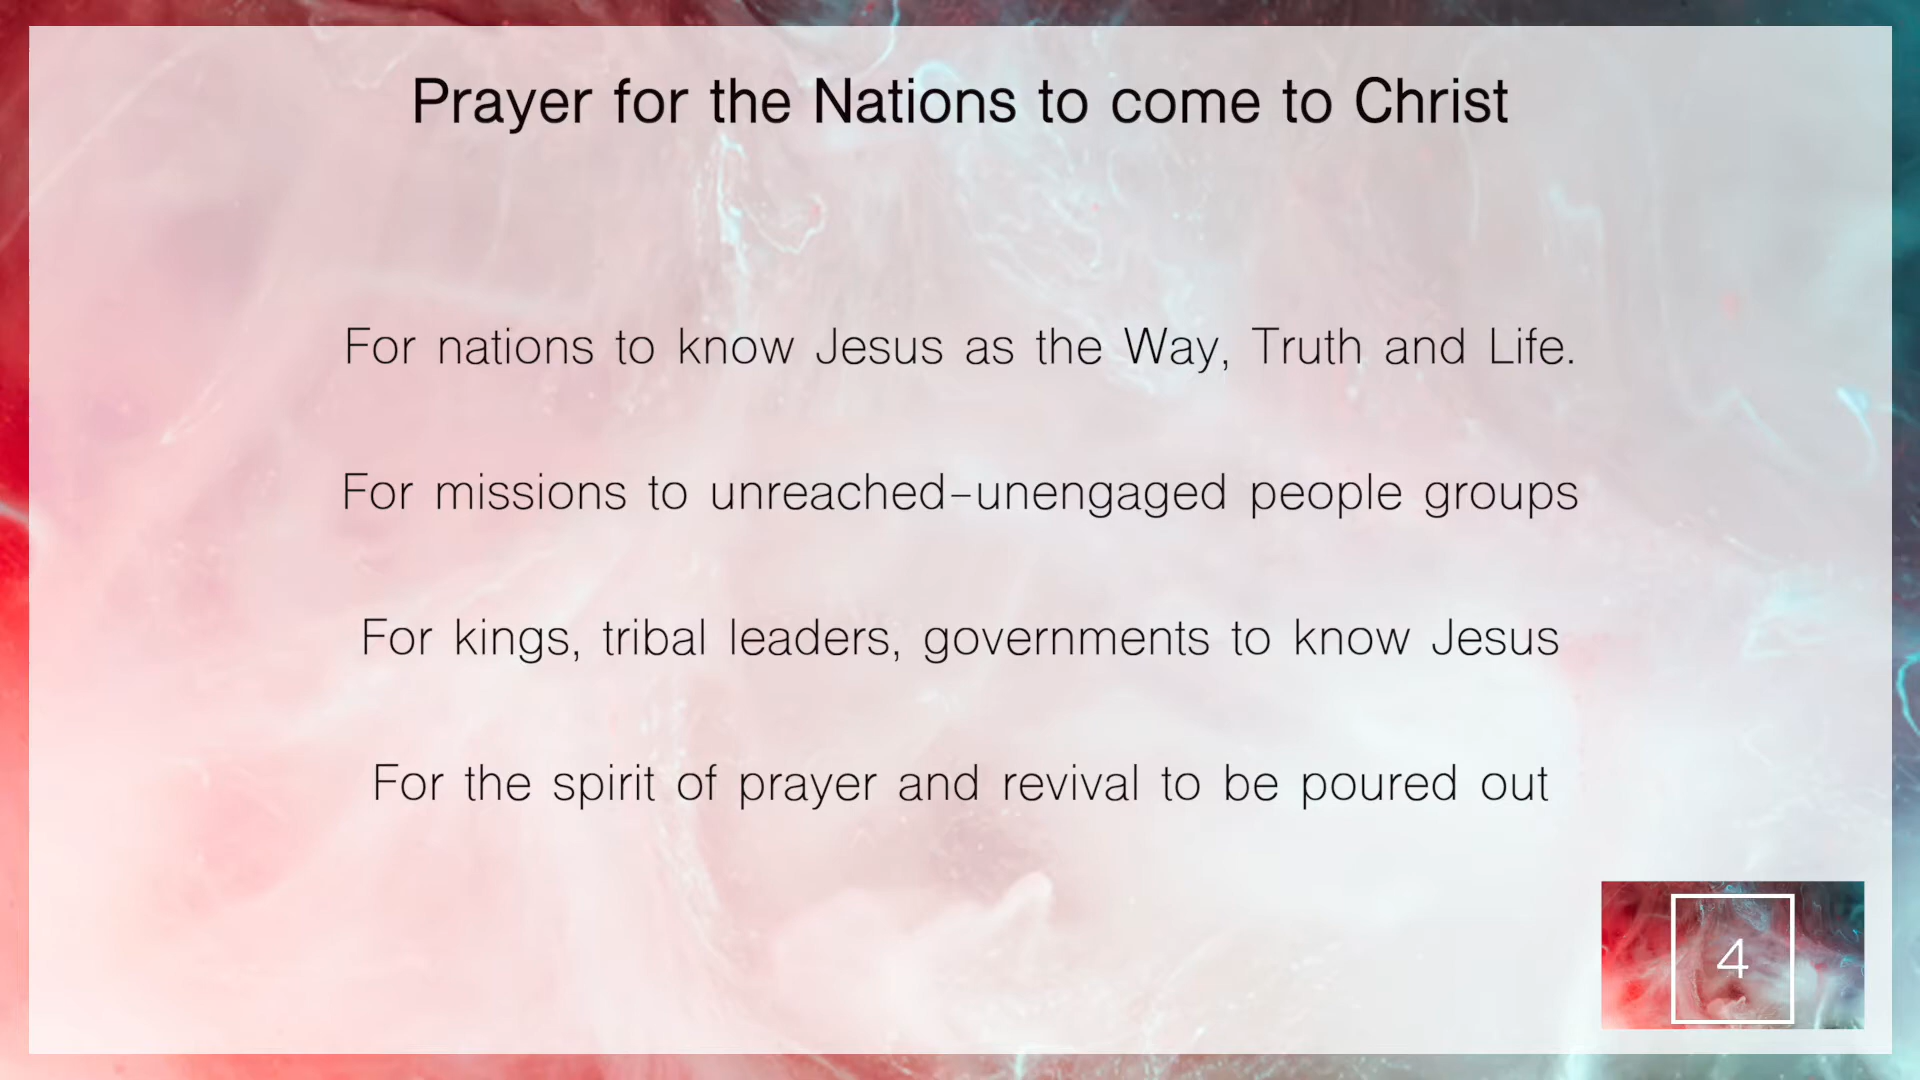 Prayer for the Nations to come to Christ
For nations to know Jesus as the Way, Truth and Life.
For missions to unreached-unengaged people groups
For kings, tribal leaders, governments to know Jesus
For the spirit of prayer and revival to be poured out
4